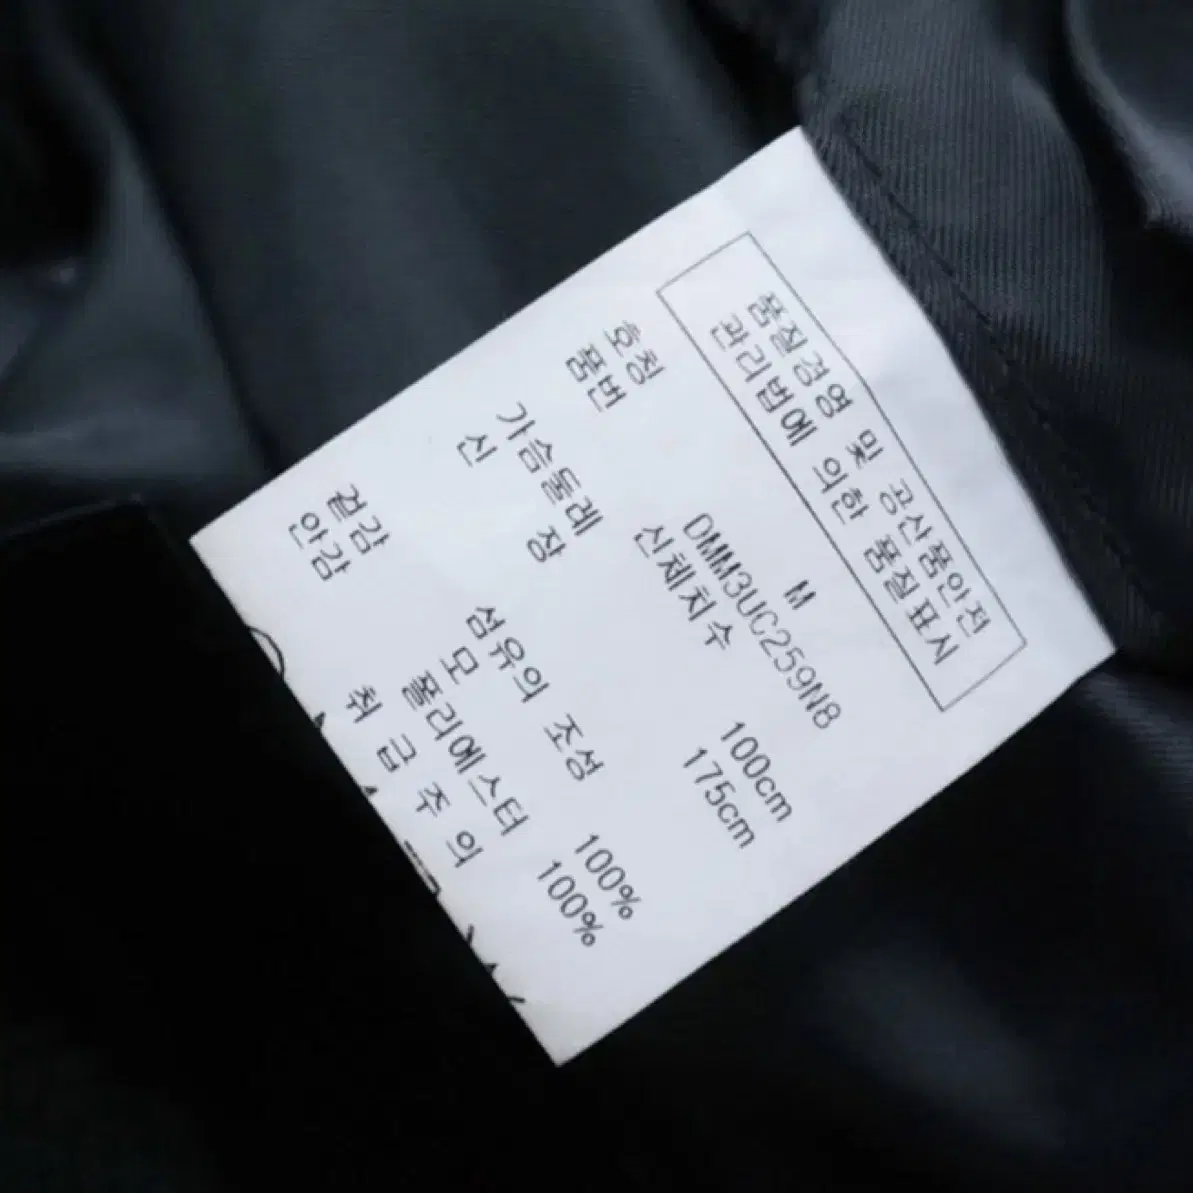 품질경영 및 공산품안전
관리법에 의한 품질표시
호칭 M
품번 DMM3UC259N8
신체치수
가슴둘레 100cm
신 장 175cm
섬유의 조성
겉감 모 100%
안감 폴리에스터 100%
취 급 주 의